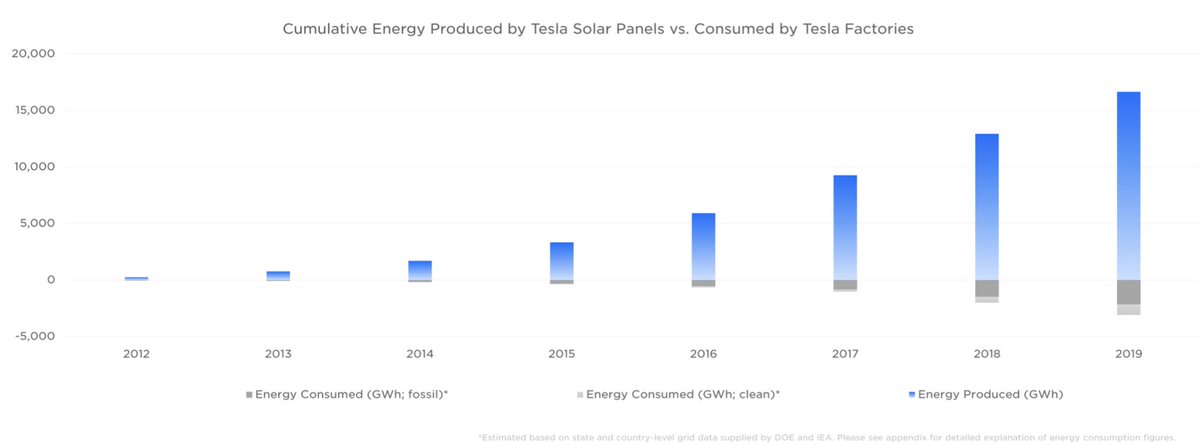 Cumulative Energy Produced by Tesla Solar Panels vs. Consumed by Tesla Factories
20,000
15,000
10,000
5,000
0
-5,000
2012 2013 2014 2015 2016 2017 2018 2019
Energy Consumed (GWh; fossil)* Energy Consumed (GWh; clean)* Energy Produced (GWh)
*Estimated based on state and country-level grid data supplied by DOE and IEA. Please see appendix for detailed explanation of energy consumption figures.